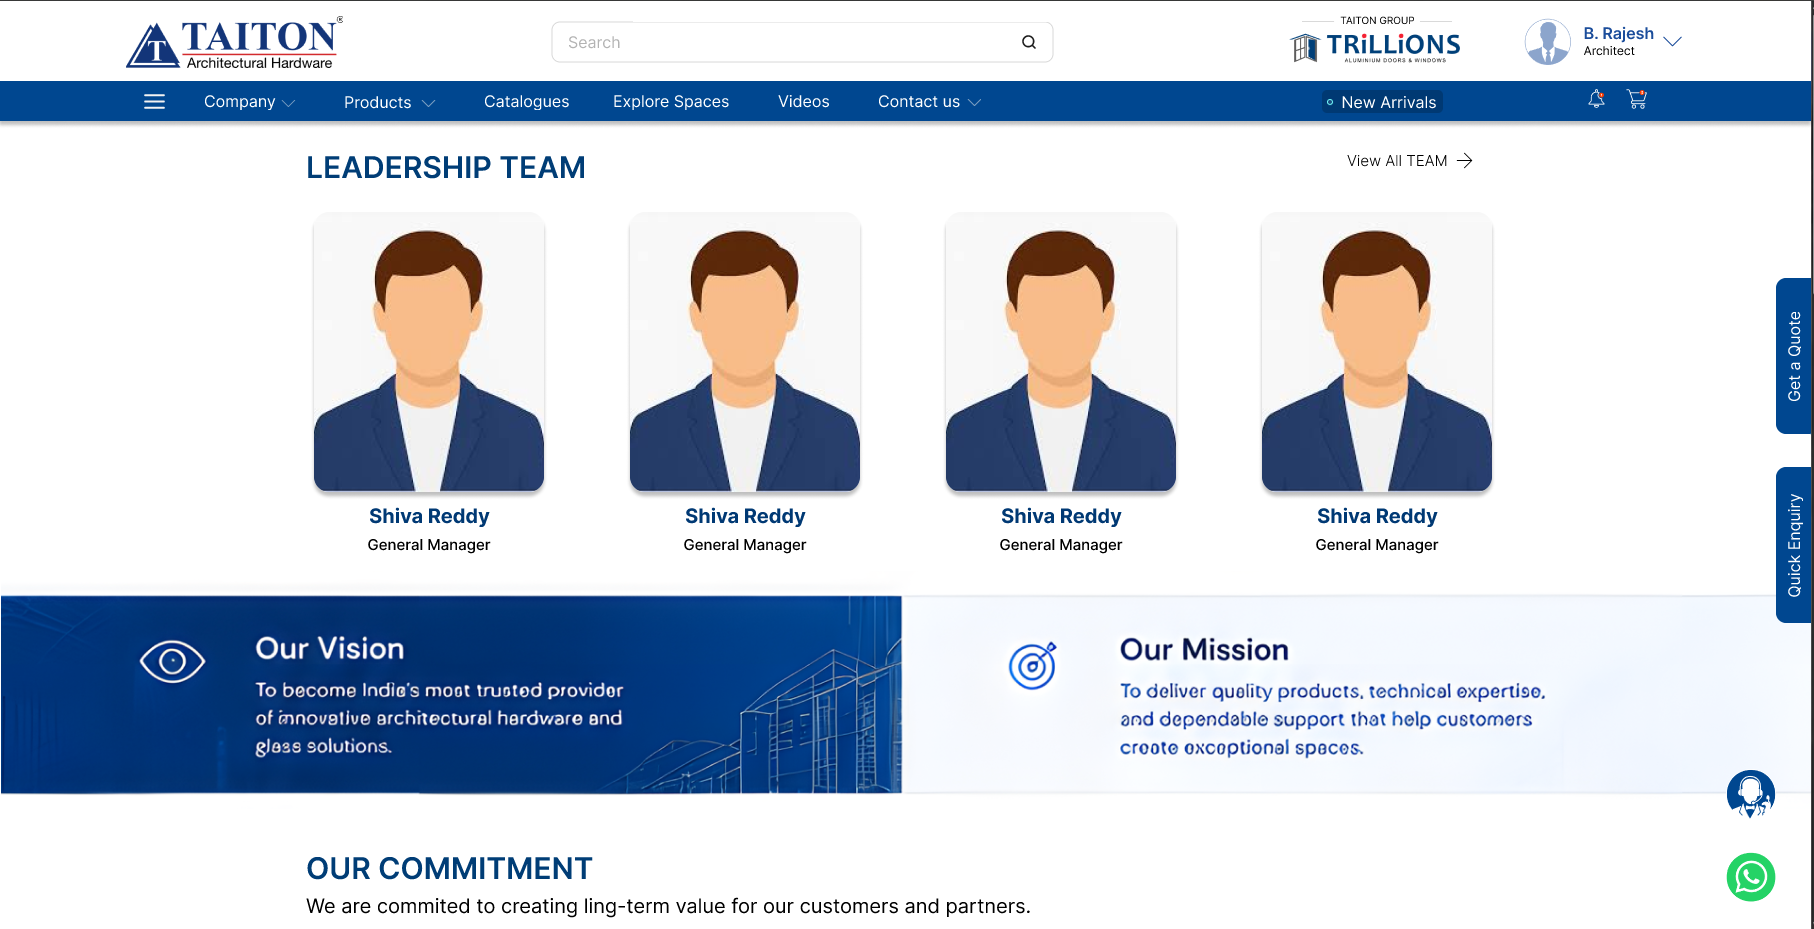 TAITON®
Architectural Hardware
Search
TAITON GROUP
TRiLLiONS
ALUMINIUM DOORS & WINDOWS
B. Rajesh
Architect
Company
Products
Catalogues
Explore Spaces
Videos
Contact us
New Arrivals
LEADERSHIP TEAM
View All TEAM
Shiva Reddy
General Manager
Shiva Reddy
General Manager
Shiva Reddy
General Manager
Shiva Reddy
General Manager
Get a Quote
Quick Enquiry
Our Vision
To become India's most trusted provider
of innovative architectural hardware and
glass solutions.
Our Mission
To deliver quality products, technical expertise,
and dependable support that help customers
create exceptional spaces.
OUR COMMITMENT
We are commited to creating ling-term value for our customers and partners.